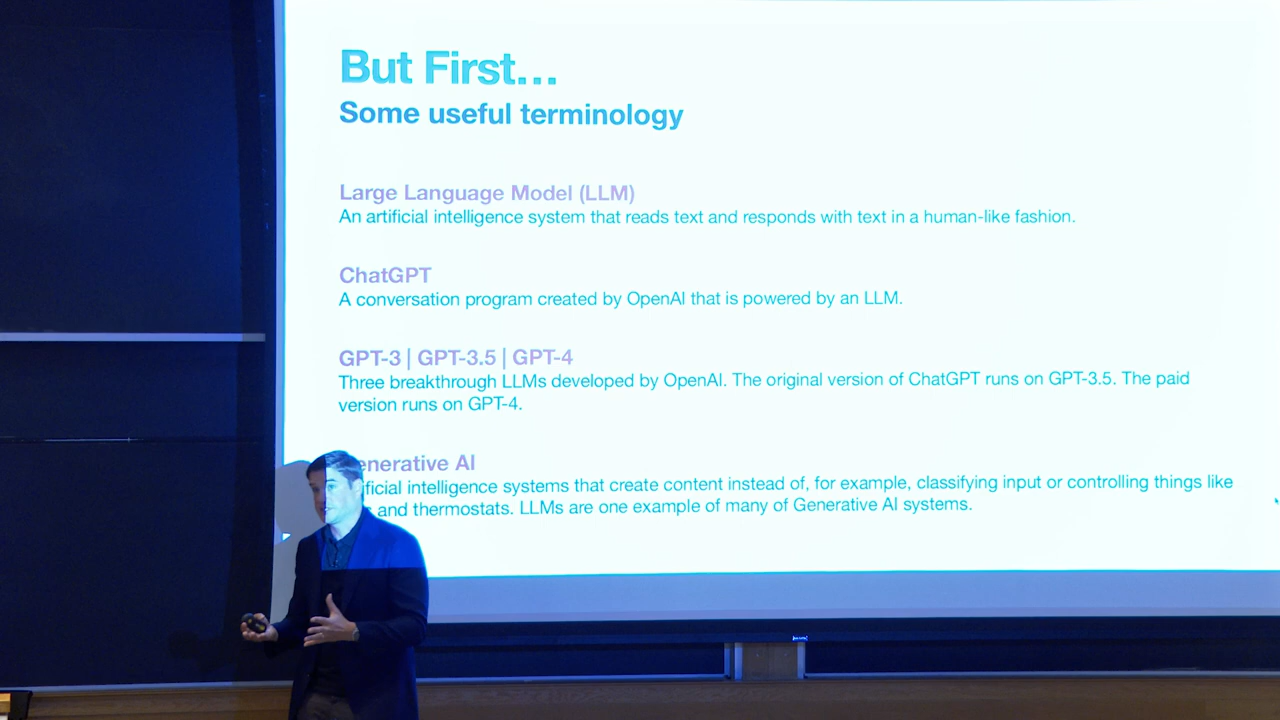 But First...
Some useful terminology
Large Language Model (LLM)
An artificial intelligence system that reads text and responds with text in a human-like fashion.
ChatGPT
A conversation program created by OpenAI that is powered by an LLM.
GPT-3 | GPT-3.5 | GPT-4
Three breakthrough LLMs developed by OpenAI. The original version of ChatGPT runs on GPT-3.5. The paid
version runs on GPT-4.
enerative AI
ificial intelligence systems that create content instead of, for example, classifying input or controlling things like
and thermostats. LLMs are one example of many of Generative AI systems.